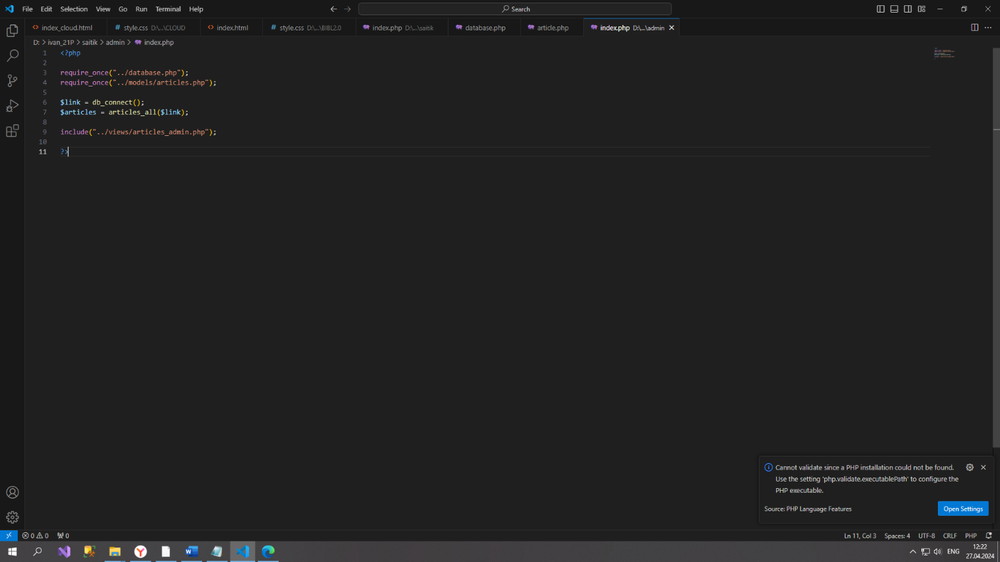 File Edit Selection View Go Run Terminal Help
Search
index_cloud.html
style.css D:\...\CLOUD
index.html
style.css D:\...\BIBL2.0
index.php D:\...\saitik
database.php
article.php
index.php D:\...\admin
D: > ivan_21P > saitik > admin > index.php
1 <?php
2
3 require_once("../database.php");
4 require_once("../models/articles.php");
5
6 $link = db_connect();
7 $articles = articles_all($link);
8
9 include("../views/articles_admin.php");
10
11 ?>
Cannot validate since a PHP installation could not be found.
Use the setting 'php.validate.executablePath' to configure the
PHP executable.
Source: PHP Language Features
Open Settings
0 0 0
Ln 11, Col 3 Spaces: 4 UTF-8 CRLF PHP
ENG
12:22
27.04.2024